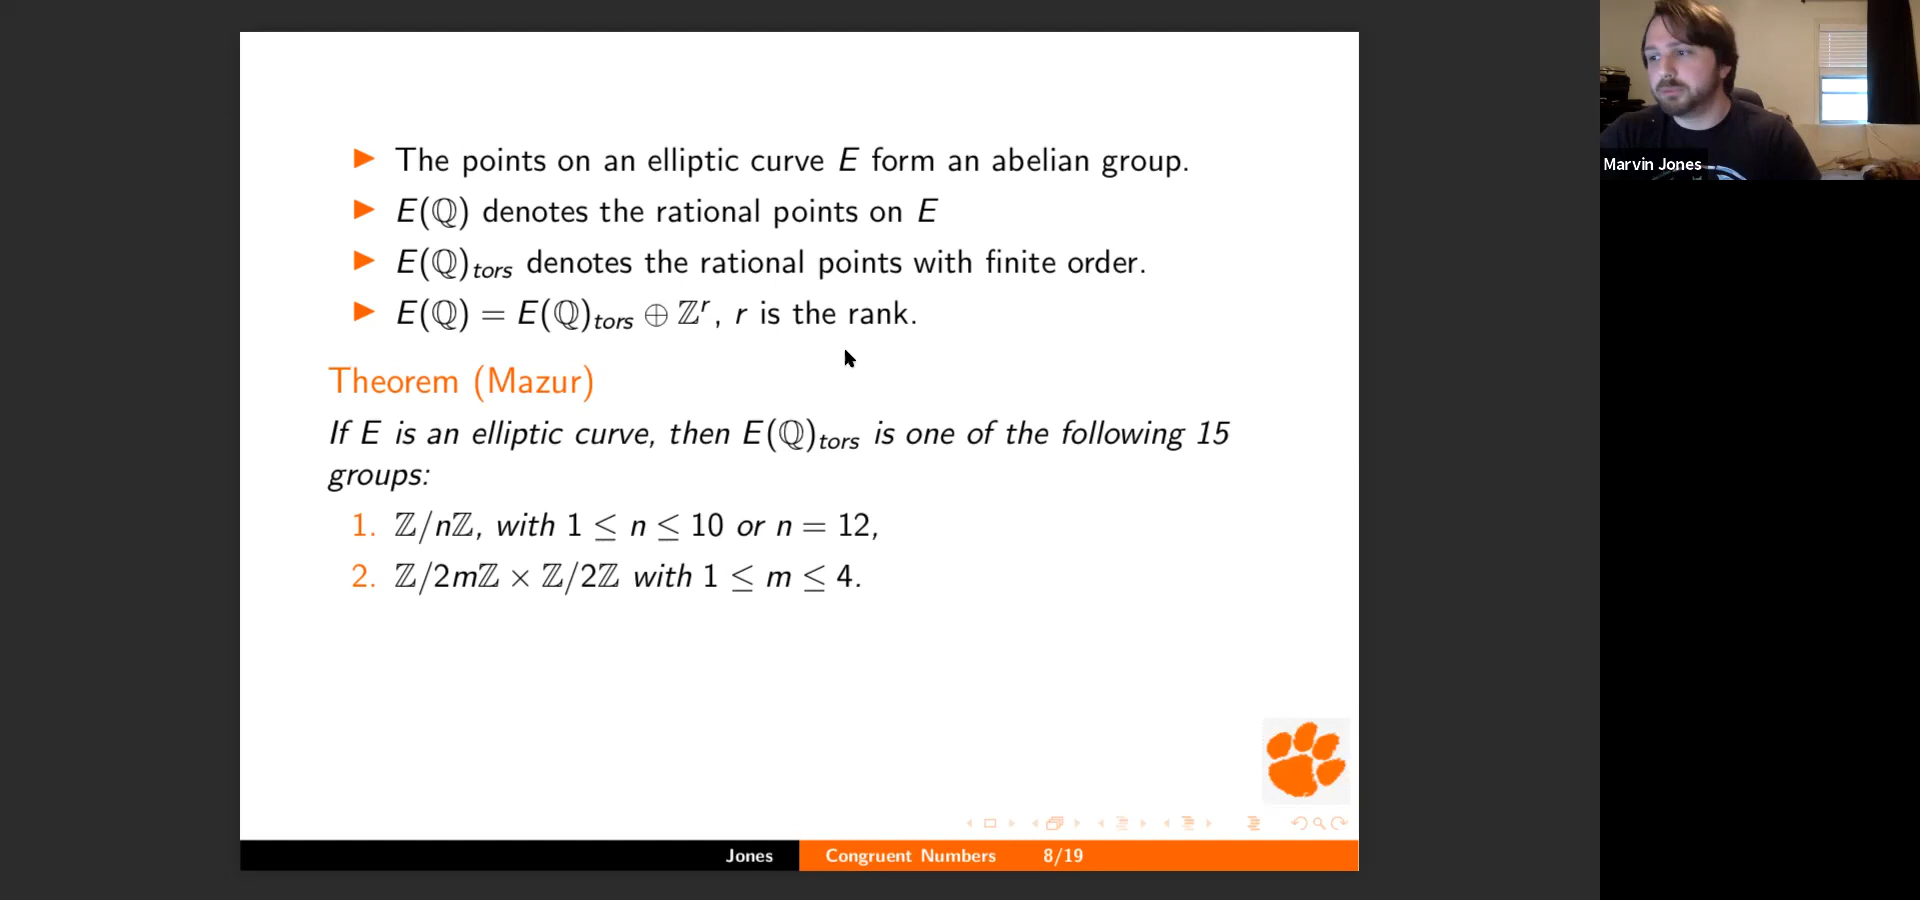 ▶ The points on an elliptic curve E form an abelian group.
▶ E(ℚ) denotes the rational points on E
▶ E(ℚ)tors denotes the rational points with finite order.
▶ E(ℚ) = E(ℚ)tors ⊕ ℤʳ, r is the rank.
Theorem (Mazur)
If E is an elliptic curve, then E(ℚ)tors is one of the following 15
groups:
1. ℤ/nℤ, with 1 ≤ n ≤ 10 or n = 12,
2. ℤ/2mℤ × ℤ/2ℤ with 1 ≤ m ≤ 4.
Jones Congruent Numbers 8/19
Marvin Jones